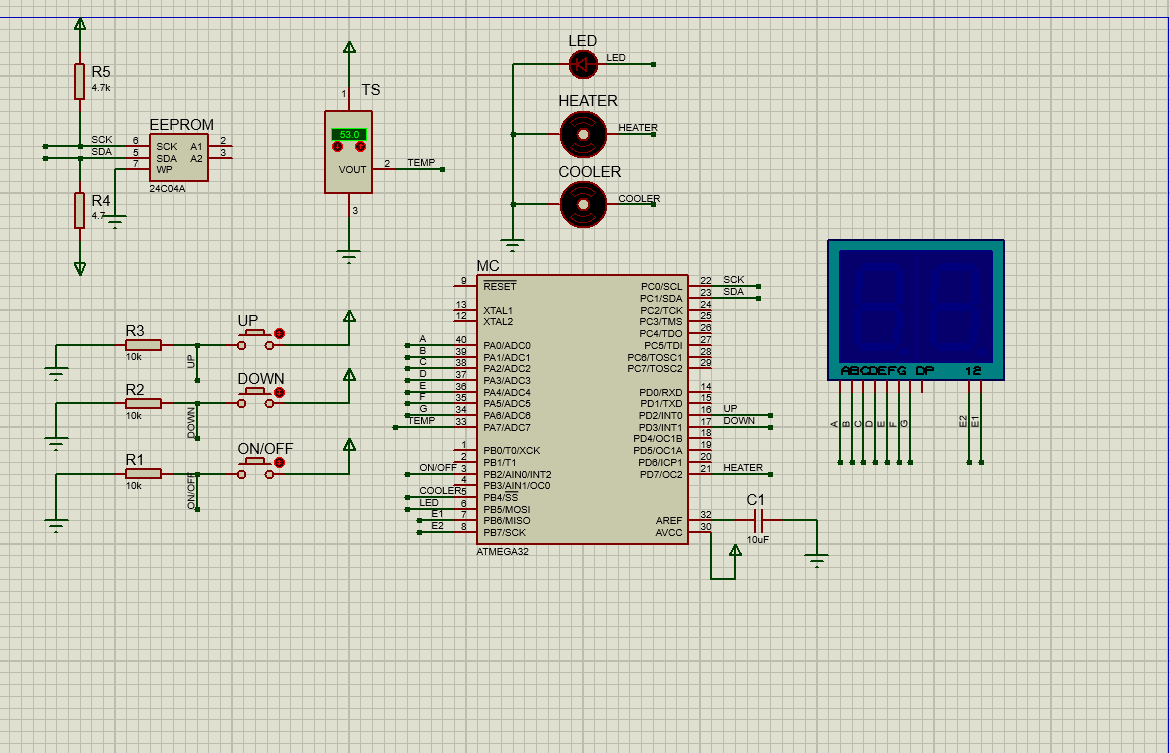 R5
4.7k
SCK
SDA
EEPROM
6
5
7
SCK
SDA
WP
A1
A2
2
3
24C04A
R4
4.7
TS
1
53.0
VOUT
2
TEMP
3
LED
LED
HEATER
HEATER
COOLER
COOLER
R3
10k
UP
UP
R2
10k
DOWN
DOWN
R1
10k
ON/OFF
ON/OFF
MC
9 RESET
13 XTAL1
12 XTAL2
A 40 PA0/ADC0
B 39 PA1/ADC1
C 38 PA2/ADC2
D 37 PA3/ADC3
E 36 PA4/ADC4
F 35 PA5/ADC5
G 34 PA6/ADC6
TEMP 33 PA7/ADC7
1 PB0/T0/XCK
2 PB1/T1
ON/OFF 3 PB2/AIN0/INT2
4 PB3/AIN1/OC0
COOLER 5 PB4/SS
LED 6 PB5/MOSI
E1 7 PB6/MISO
E2 8 PB7/SCK
PC0/SCL 22 SCK
PC1/SDA 23 SDA
PC2/TCK 24
PC3/TMS 25
PC4/TDO 26
PC5/TDI 27
PC6/TOSC1 28
PC7/TOSC2 29
PD0/RXD 14
PD1/TXD 15
PD2/INT0 16 UP
PD3/INT1 17 DOWN
PD4/OC1B 18
PD5/OC1A 19
PD6/ICP1 20
PD7/OC2 21 HEATER
AREF 32
AVCC 30
ATMEGA32
C1
10uF
ABCDEFG DP 12
A
B
C
D
E
F
G
E2
E1